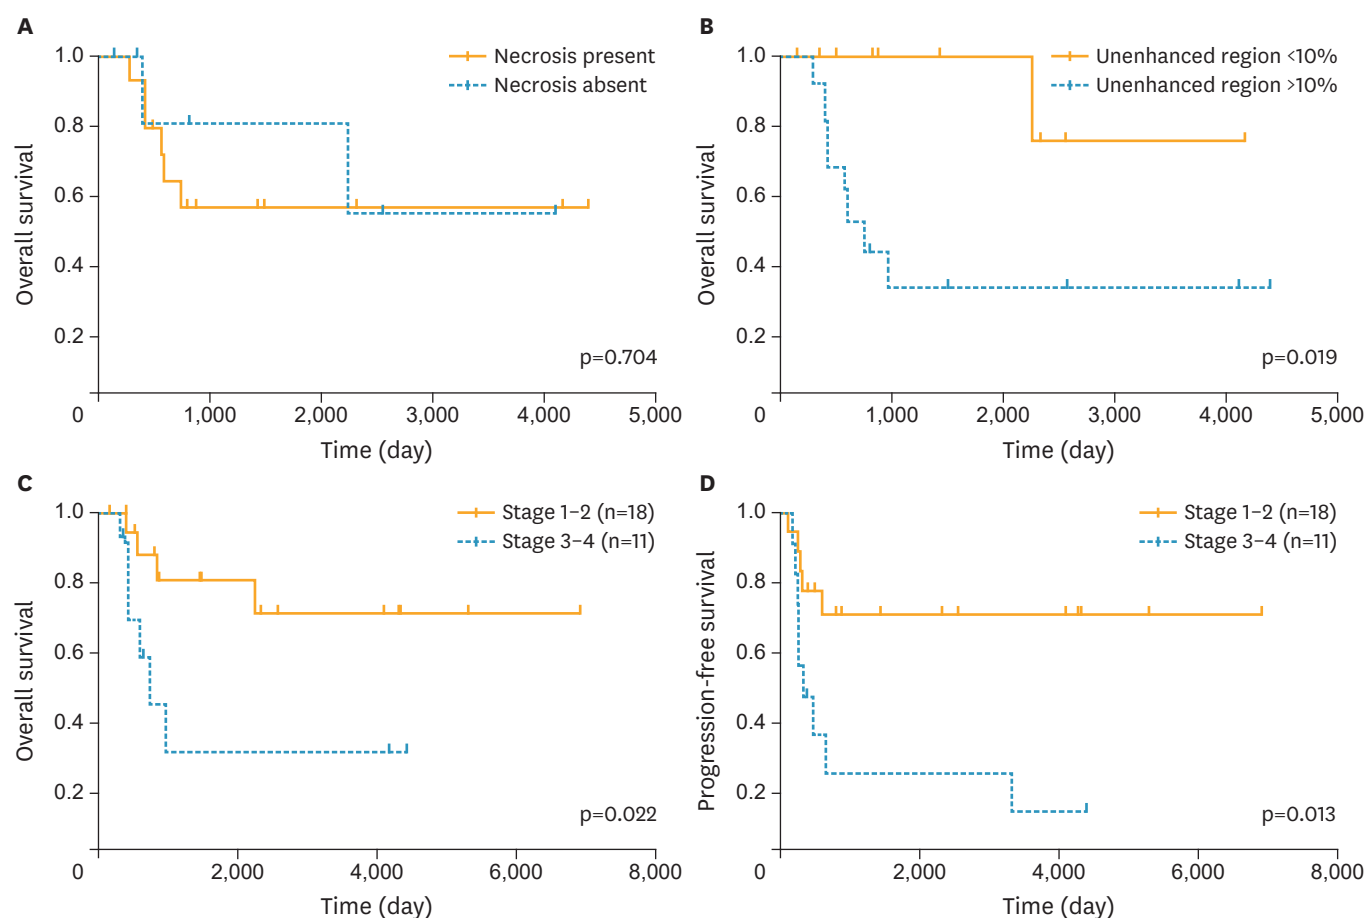 A
Necrosis present
Necrosis absent
1.0
0.8
0.6
0.4
0.2
Overall survival
p=0.704
0 1,000 2,000 3,000 4,000 5,000
Time (day)
B
Unenhanced region <10%
Unenhanced region >10%
1.0
0.8
0.6
0.4
0.2
Overall survival
p=0.019
0 1,000 2,000 3,000 4,000 5,000
Time (day)
C
Stage 1–2 (n=18)
Stage 3–4 (n=11)
1.0
0.8
0.6
0.4
0.2
Overall survival
p=0.022
0 2,000 4,000 6,000 8,000
Time (day)
D
Stage 1–2 (n=18)
Stage 3–4 (n=11)
1.0
0.8
0.6
0.4
0.2
Progression-free survival
p=0.013
0 2,000 4,000 6,000 8,000
Time (day)